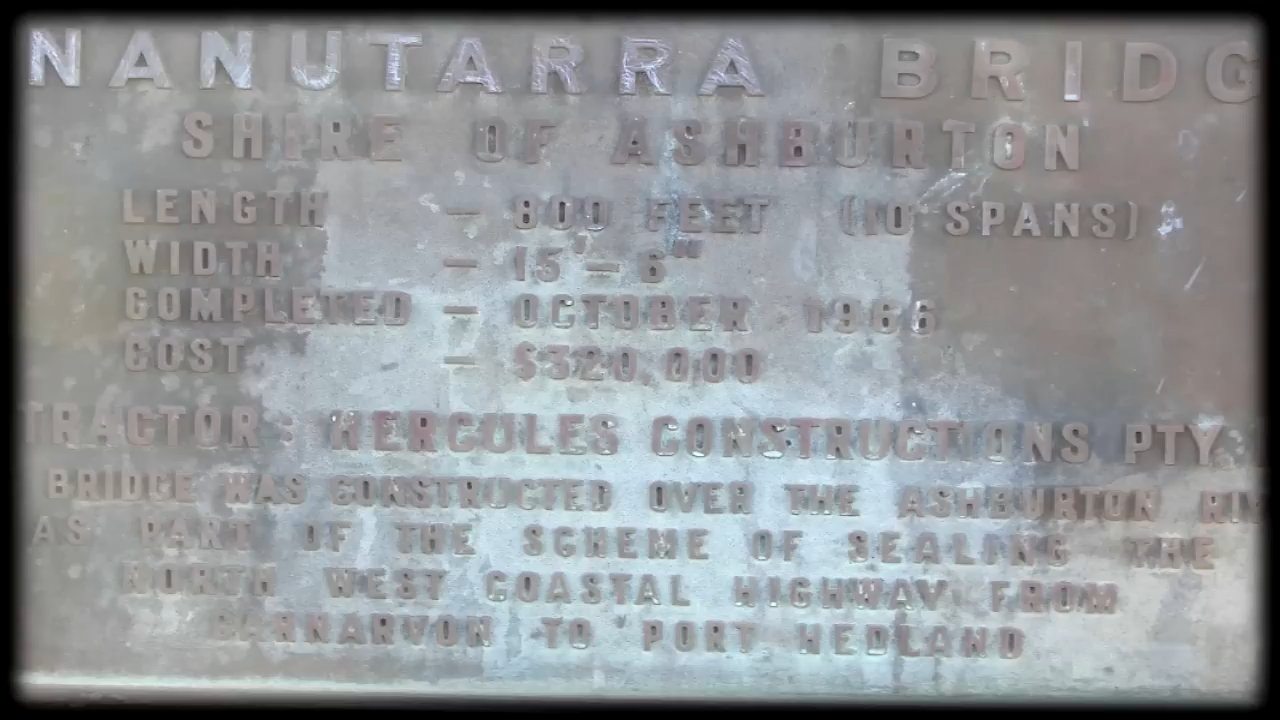 NANUTARRA BRIDG
SHIRE OF ASHBURTON
LENGTH – 800 FEET (10 SPANS)
WIDTH – 15' – 6"
COMPLETED – OCTOBER 1966
COST – $320,000
TRACTOR: HERCULES CONSTRUCTIONS PTY
BRIDGE WAS CONSTRUCTED OVER THE ASHBURTON RIV
AS PART OF THE SCHEME OF SEALING THE
NORTH WEST COASTAL HIGHWAY FROM
CARNARVON TO PORT HEDLAND